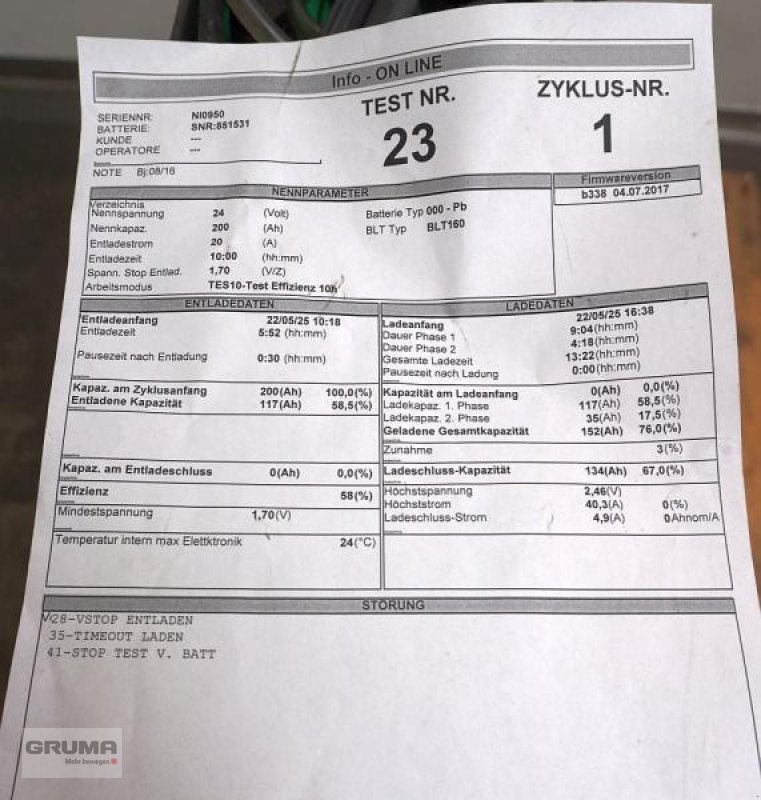 Info - ON LINE
SERIENNR: NI0950
BATTERIE: SNR:851531
KUNDE ---
OPERATORE ---
TEST NR.
23
ZYKLUS-NR.
1
NOTE Bj:08/16
NENNPARAMETER
Verzeichnis
Nennspannung 24 (Volt) Batterie Typ 000 - Pb
Nennkapaz. 200 (Ah) BLT Typ BLT160
Entladestrom 20 (A)
Entladezeit 10:00 (hh:mm)
Spann. Stop Entlad. 1,70 (V/Z)
Arbeitsmodus TES10-Test Effizienz 10h
Firmwareversion
b338 04.07.2017
ENTLADEDATEN
Entladeanfang 22/05/25 10:18
Entladezeit 5:52 (hh:mm)
Pausezeit nach Entladung 0:30 (hh:mm)
Kapaz. am Zyklusanfang 200(Ah) 100,0(%)
Entladene Kapazität 117(Ah) 58,5(%)
Kapaz. am Entladeschluss 0(Ah) 0,0(%)
Effizienz 58(%)
Mindestspannung 1,70(V)
Temperatur intern max Elettktronik 24(°C)
LADEDATEN
Ladeanfang 22/05/25 16:38
Dauer Phase 1 9:04(hh:mm)
Dauer Phase 2 4:18(hh:mm)
Gesamte Ladezeit 13:22(hh:mm)
Pausezeit nach Ladung 0:00(hh:mm)
Kapazität am Ladeanfang 0(Ah) 0,0(%)
Ladekapaz. 1. Phase 117(Ah) 58,5(%)
Ladekapaz. 2. Phase 35(Ah) 17,5(%)
Geladene Gesamtkapazität 152(Ah) 76,0(%)
Zunahme 3(%)
Ladeschluss-Kapazität 134(Ah) 67,0(%)
Höchstspannung 2,46(V)
Höchststrom 40,3(A) 0(%)
Ladeschluss-Strom 4,9(A) 0Ahnom/A
STÖRUNG
28-VSTOP ENTLADEN
35-TIMEOUT LADEN
41-STOP TEST V. BATT
GRUMA
Mehr bewegen